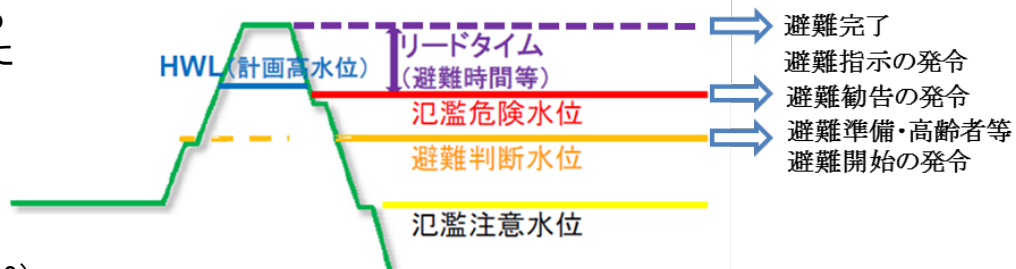 避難完了
HWL(計画高水位)
リードタイム
(避難時間等)
避難指示の発令
避難勧告の発令
氾濫危険水位
避難準備・高齢者等
避難開始の発令
避難判断水位
氾濫注意水位